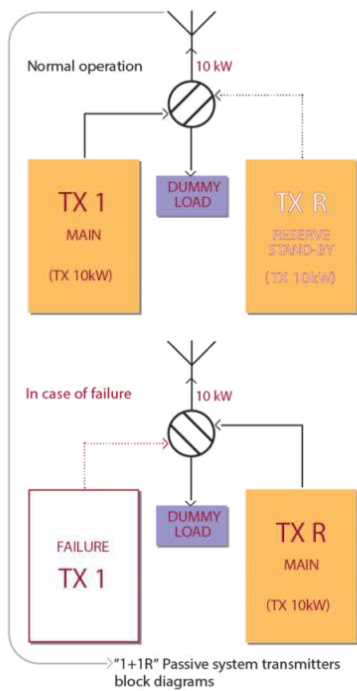 Normal operation
10 kW
TX 1
MAIN
(TX 10kW)
DUMMY
LOAD
TX R
RESERVE
STAND-BY
(TX 10kW)
In case of failure
10 kW
FAILURE
TX 1
DUMMY
LOAD
TX R
MAIN
(TX 10kW)
"1+1R" Passive system transmitters
block diagrams